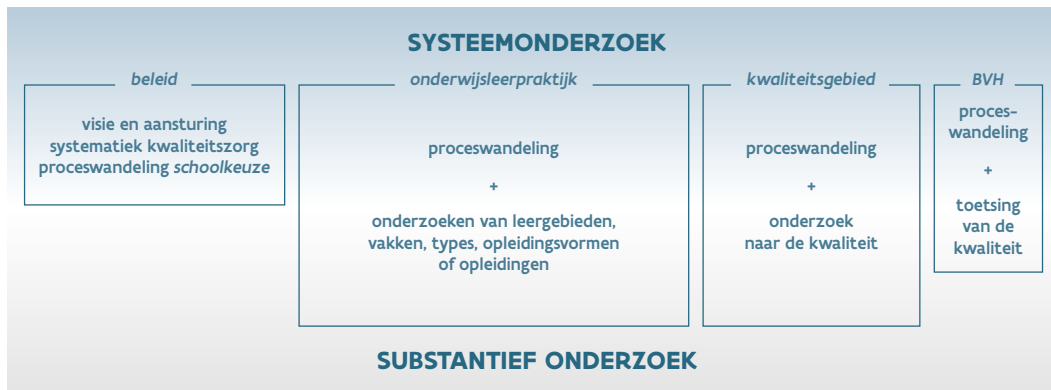 SYSTEEMONDERZOEK
beleid
visie en aansturing
systematiek kwaliteitszorg
proceswandeling schoolkeuze
onderwijsleerpraktijk
proceswandeling
+
onderzoeken van leergebieden,
vakken, types, opleidingsvormen
of opleidingen
kwaliteitsgebied
proceswandeling
+
onderzoek
naar de kwaliteit
BVH
proces-
wandeling
+
toetsing
van de
kwaliteit
SUBSTANTIEF ONDERZOEK